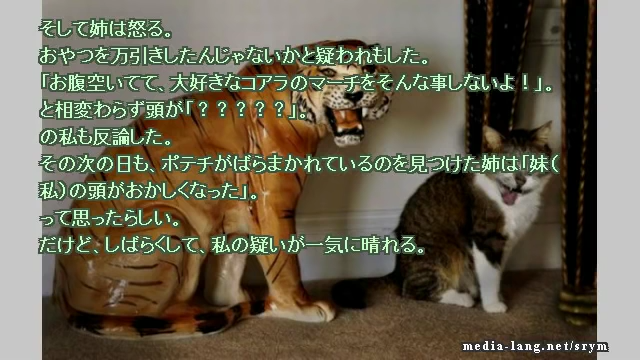 そして姉は怒る。
おやつを万引きしたんじゃないかと疑われもした。
「お腹空いてて、大好きなコアラのマーチをそんな事しないよ！」。
と相変わらず頭が「？？？？？」。
の私も反論した。
その次の日も、ポテチがばらまかれているのを見つけた姉は「妹（
私）の頭がおかしくなった」。
って思ったらしい。
だけど、しばらくして、私の疑いが一気に晴れる。
media-lang.net/srym